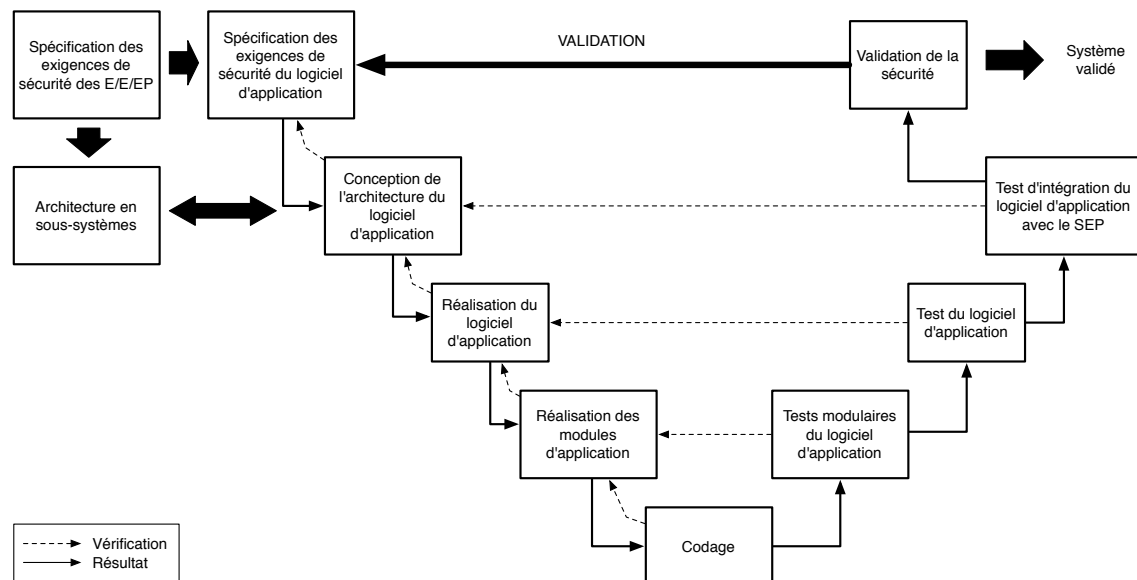 Spécification des
exigences de
sécurité des E/E/EP
Spécification des
exigences de
sécurité du logiciel
d'application
VALIDATION
Validation de la
sécurité
Système
validé
Architecture en
sous-systèmes
Conception de
l'architecture du
logiciel
d'application
Test d'intégration du
logiciel d'application
avec le SEP
Réalisation du
logiciel
d'application
Test du logiciel
d'application
Réalisation des
modules
d'application
Tests modulaires
du logiciel
d'application
Codage
Vérification
Résultat